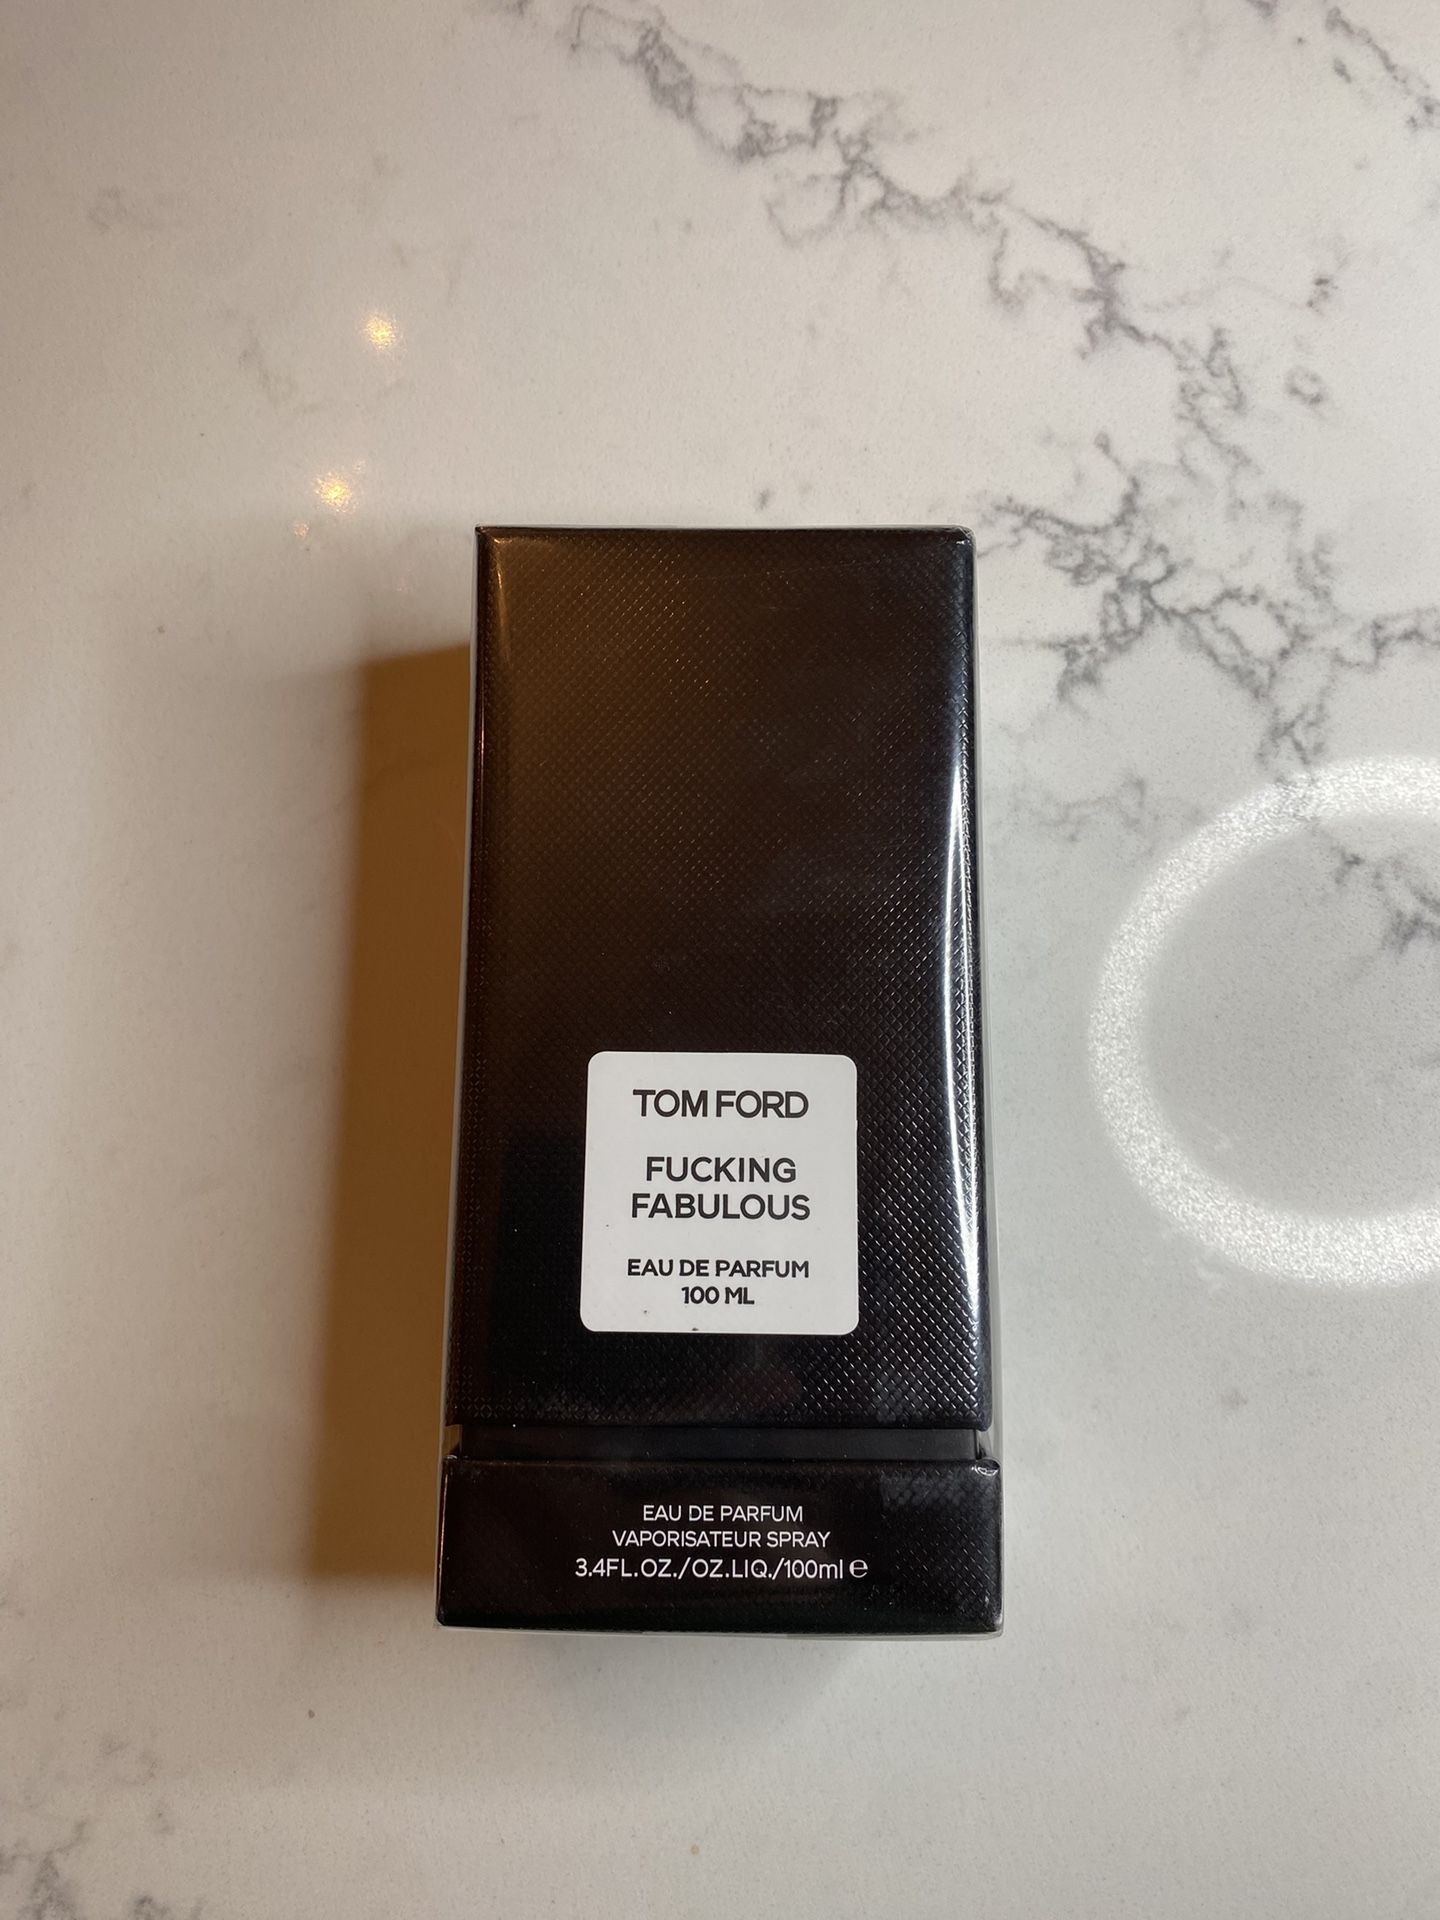 TOM FORD
FUCKING
FABULOUS
EAU DE PARFUM
100 ML
EAU DE PARFUM
VAPORISATEUR SPRAY
3.4FL.OZ./OZ.LIQ./100ml ℮